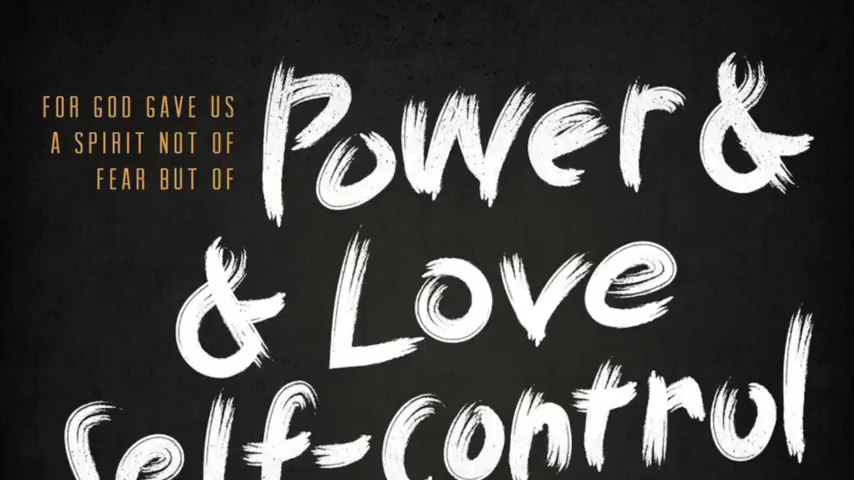 FOR GOD GAVE US
A SPIRIT NOT OF
FEAR BUT OF
Power &
& Love
Self-control